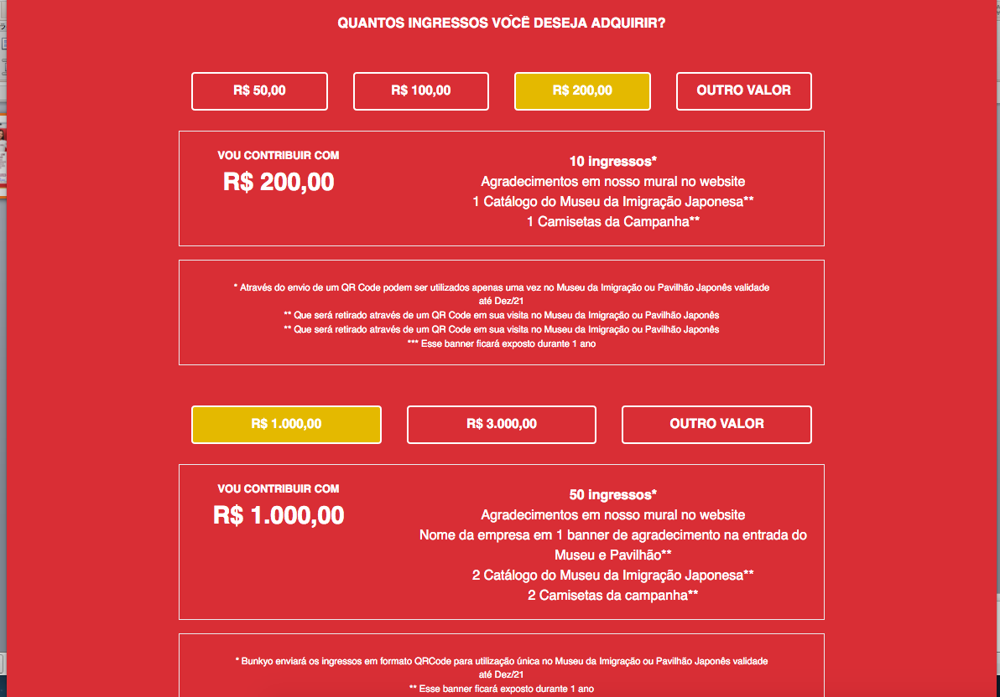 QUANTOS INGRESSOS VOCÊ DESEJA ADQUIRIR?
R$ 50,00
R$ 100,00
R$ 200,00
OUTRO VALOR
VOU CONTRIBUIR COM
R$ 200,00
10 ingressos*
Agradecimentos em nosso mural no website
1 Catálogo do Museu da Imigração Japonesa**
1 Camisetas da Campanha**
* Através do envio de um QR Code podem ser utilizados apenas uma vez no Museu da Imigração ou Pavilhão Japonês validade
até Dez/21
** Que será retirado através de um QR Code em sua visita no Museu da Imigração ou Pavilhão Japonês
** Que será retirado através de um QR Code em sua visita no Museu da Imigração ou Pavilhão Japonês
*** Esse banner ficará exposto durante 1 ano
R$ 1.000,00
R$ 3.000,00
OUTRO VALOR
VOU CONTRIBUIR COM
R$ 1.000,00
50 ingressos*
Agradecimentos em nosso mural no website
Nome da empresa em 1 banner de agradecimento na entrada do
Museu e Pavilhão**
2 Catálogo do Museu da Imigração Japonesa**
2 Camisetas da campanha**
* Bunkyo enviará os ingressos em formato QRCode para utilização única no Museu da Imigração ou Pavilhão Japonês validade
até Dez/21
** Esse banner ficará exposto durante 1 ano